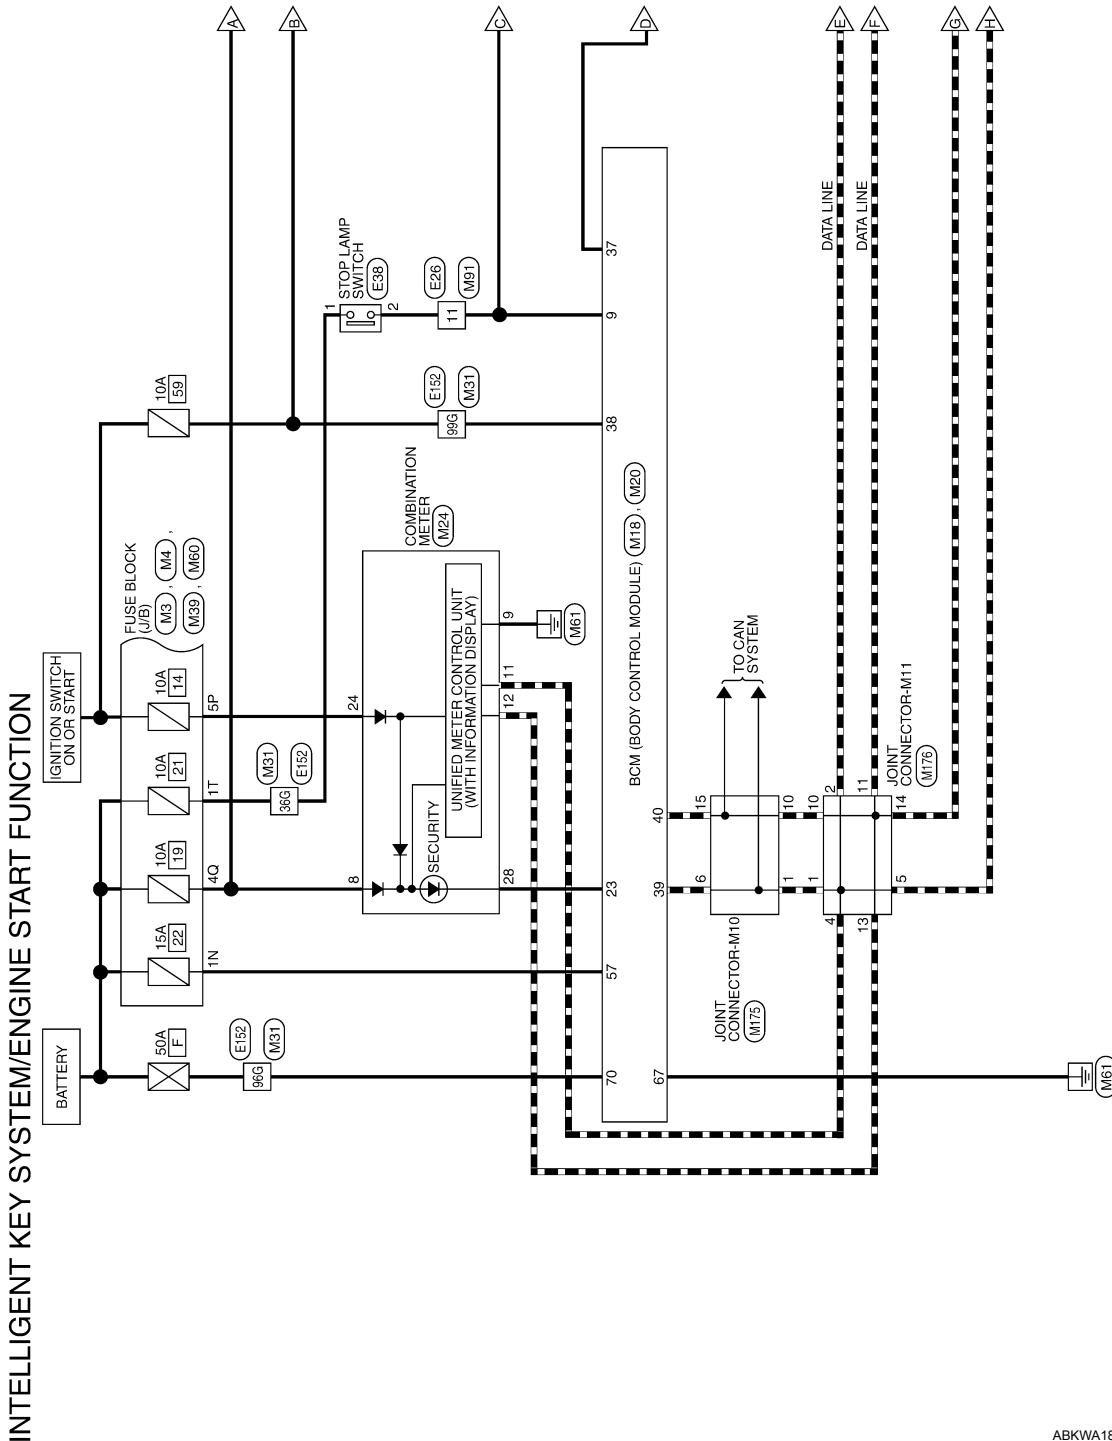 INTELLIGENT KEY SYSTEM/ENGINE START FUNCTION
BATTERY
IGNITION SWITCH
ON OR START
50A
F
15A
22
10A
19
10A
21
10A
14
FUSE BLOCK
(J/B)
M3 , M4 ,
M39 , M60
10A
59
1N
4Q
1T
5P
E152
96G
M31
M31
36G
E152
1
STOP LAMP
SWITCH
E38
2
8
24
COMBINATION
METER
M24
SECURITY
UNIFIED METER CONTROL UNIT
(WITH INFORMATION DISPLAY)
28
12
11
9
M61
E152
99G
M31
E26
11
M91
70
57
23
38
9
37
BCM (BODY CONTROL MODULE) M18 , M20
67
39
40
JOINT
CONNECTOR-M10
M175
6
15
TO CAN
SYSTEM
1
10
1
10
4
13
2
11
JOINT
CONNECTOR-M11
M176
5
14
DATA LINE
DATA LINE
M61
A
B
C
D
E
F
G
H
ABKWA18